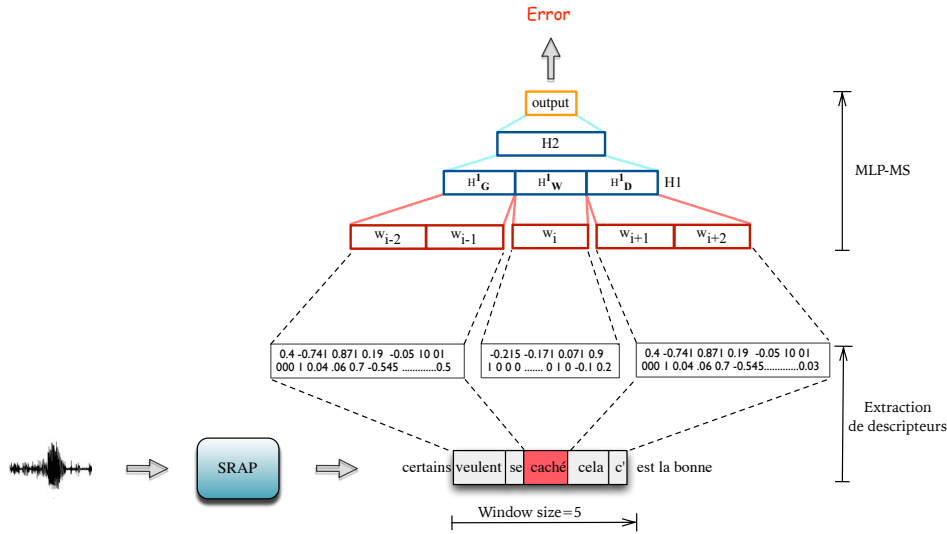 Error
output
H2
H¹G H¹W H¹D H1
MLP-MS
wi-2 wi-1 wi wi+1 wi+2
0.4 -0.741 0.871 0.19 -0.05 10 01
000 1 0.04 .06 0.7 -0.545 ............0.5
-0.215 -0.171 0.071 0.9
1 0 0 0 ....... 0 1 0 -0.1 0.2
0.4 -0.741 0.871 0.19 -0.05 10 01
000 1 0.04 .06 0.7 -0.545............0.03
Extraction
de descripteurs
SRAP
certains veulent se caché cela c' est la bonne
Window size=5